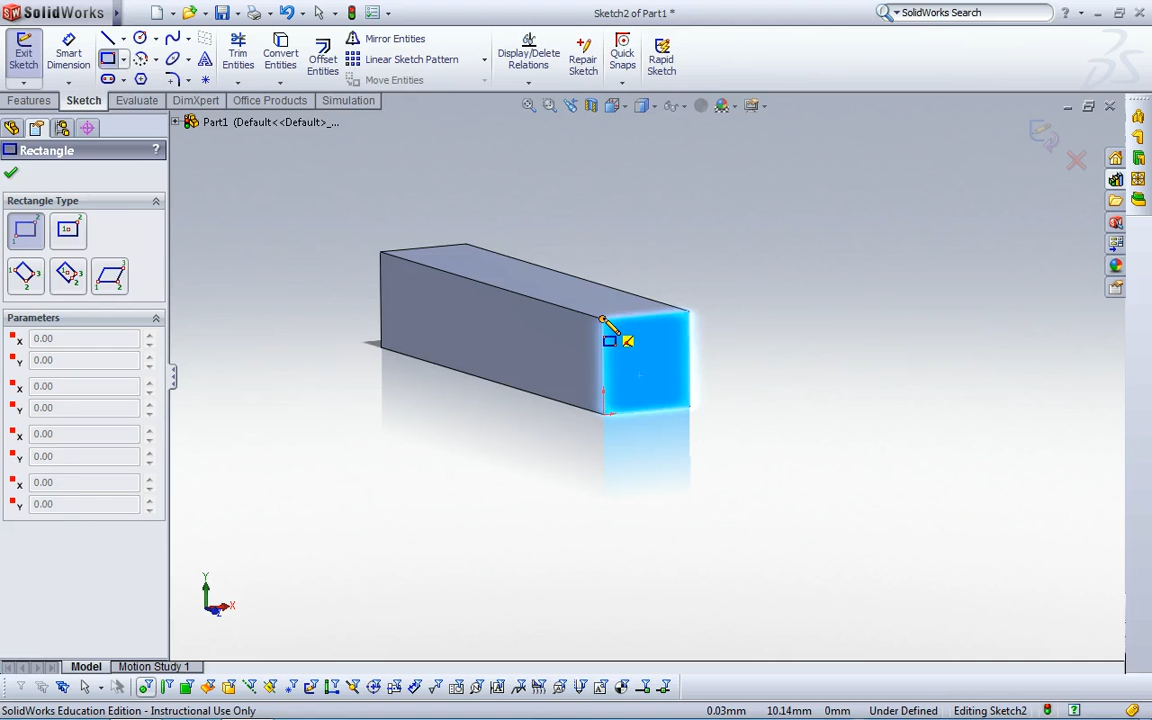 SolidWorks
Sketch2 of Part1 *
SolidWorks Search
Exit Sketch
Smart Dimension
Trim Entities
Convert Entities
Offset Entities
Mirror Entities
Linear Sketch Pattern
Move Entities
Display/Delete Relations
Repair Sketch
Quick Snaps
Rapid Sketch
Features
Sketch
Evaluate
DimXpert
Office Products
Simulation
Part1 (Default<<Default>_...
Rectangle
?
Rectangle Type
Parameters
X 0.00
Y 0.00
X 0.00
Y 0.00
X 0.00
Y 0.00
X 0.00
Y 0.00
Y
X
Z
Model
Motion Study 1
SolidWorks Education Edition - Instructional Use Only
0.03mm
10.14mm
0mm
Under Defined
Editing Sketch2